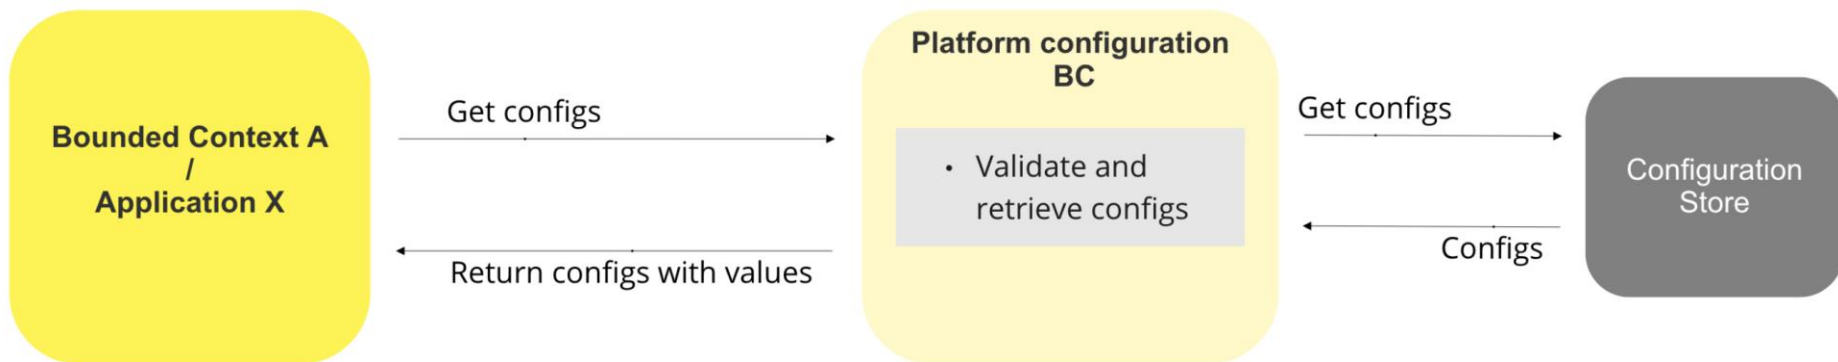 Bounded Context A
/
Application X
Get configs
Return configs with values
Platform configuration
BC
• Validate and
retrieve configs
Get configs
Configs
Configuration
Store